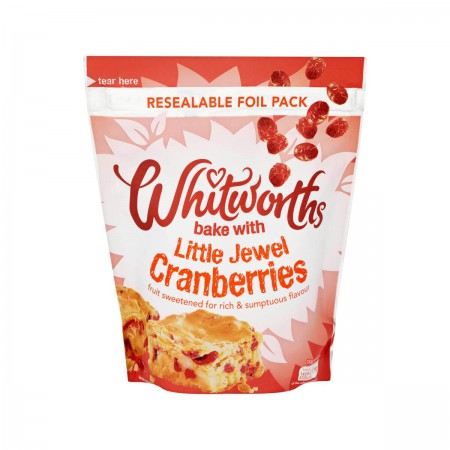 tear here
RESEALABLE FOIL PACK
Whitworths
bake with
Little Jewel
Cranberries
fruit sweetened for rich & sumptuous flavour